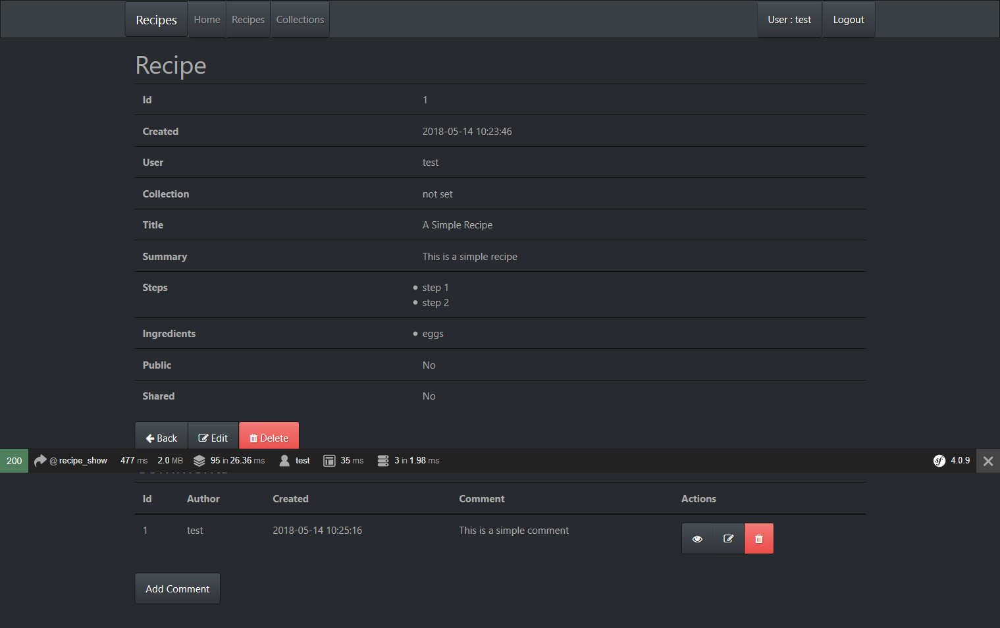 Recipes Home Recipes Collections User : test Logout
Recipe
Id 1
Created 2018-05-14 10:23:46
User test
Collection not set
Title A Simple Recipe
Summary This is a simple recipe
Steps step 1
step 2
Ingredients eggs
Public No
Shared No
Back Edit Delete
200 @ recipe_show 477 ms 2.0 MB 95 in 26.36 ms test 35 ms 3 in 1.98 ms sf 4.0.9
Id Author Created Comment Actions
1 test 2018-05-14 10:25:16 This is a simple comment
Add Comment